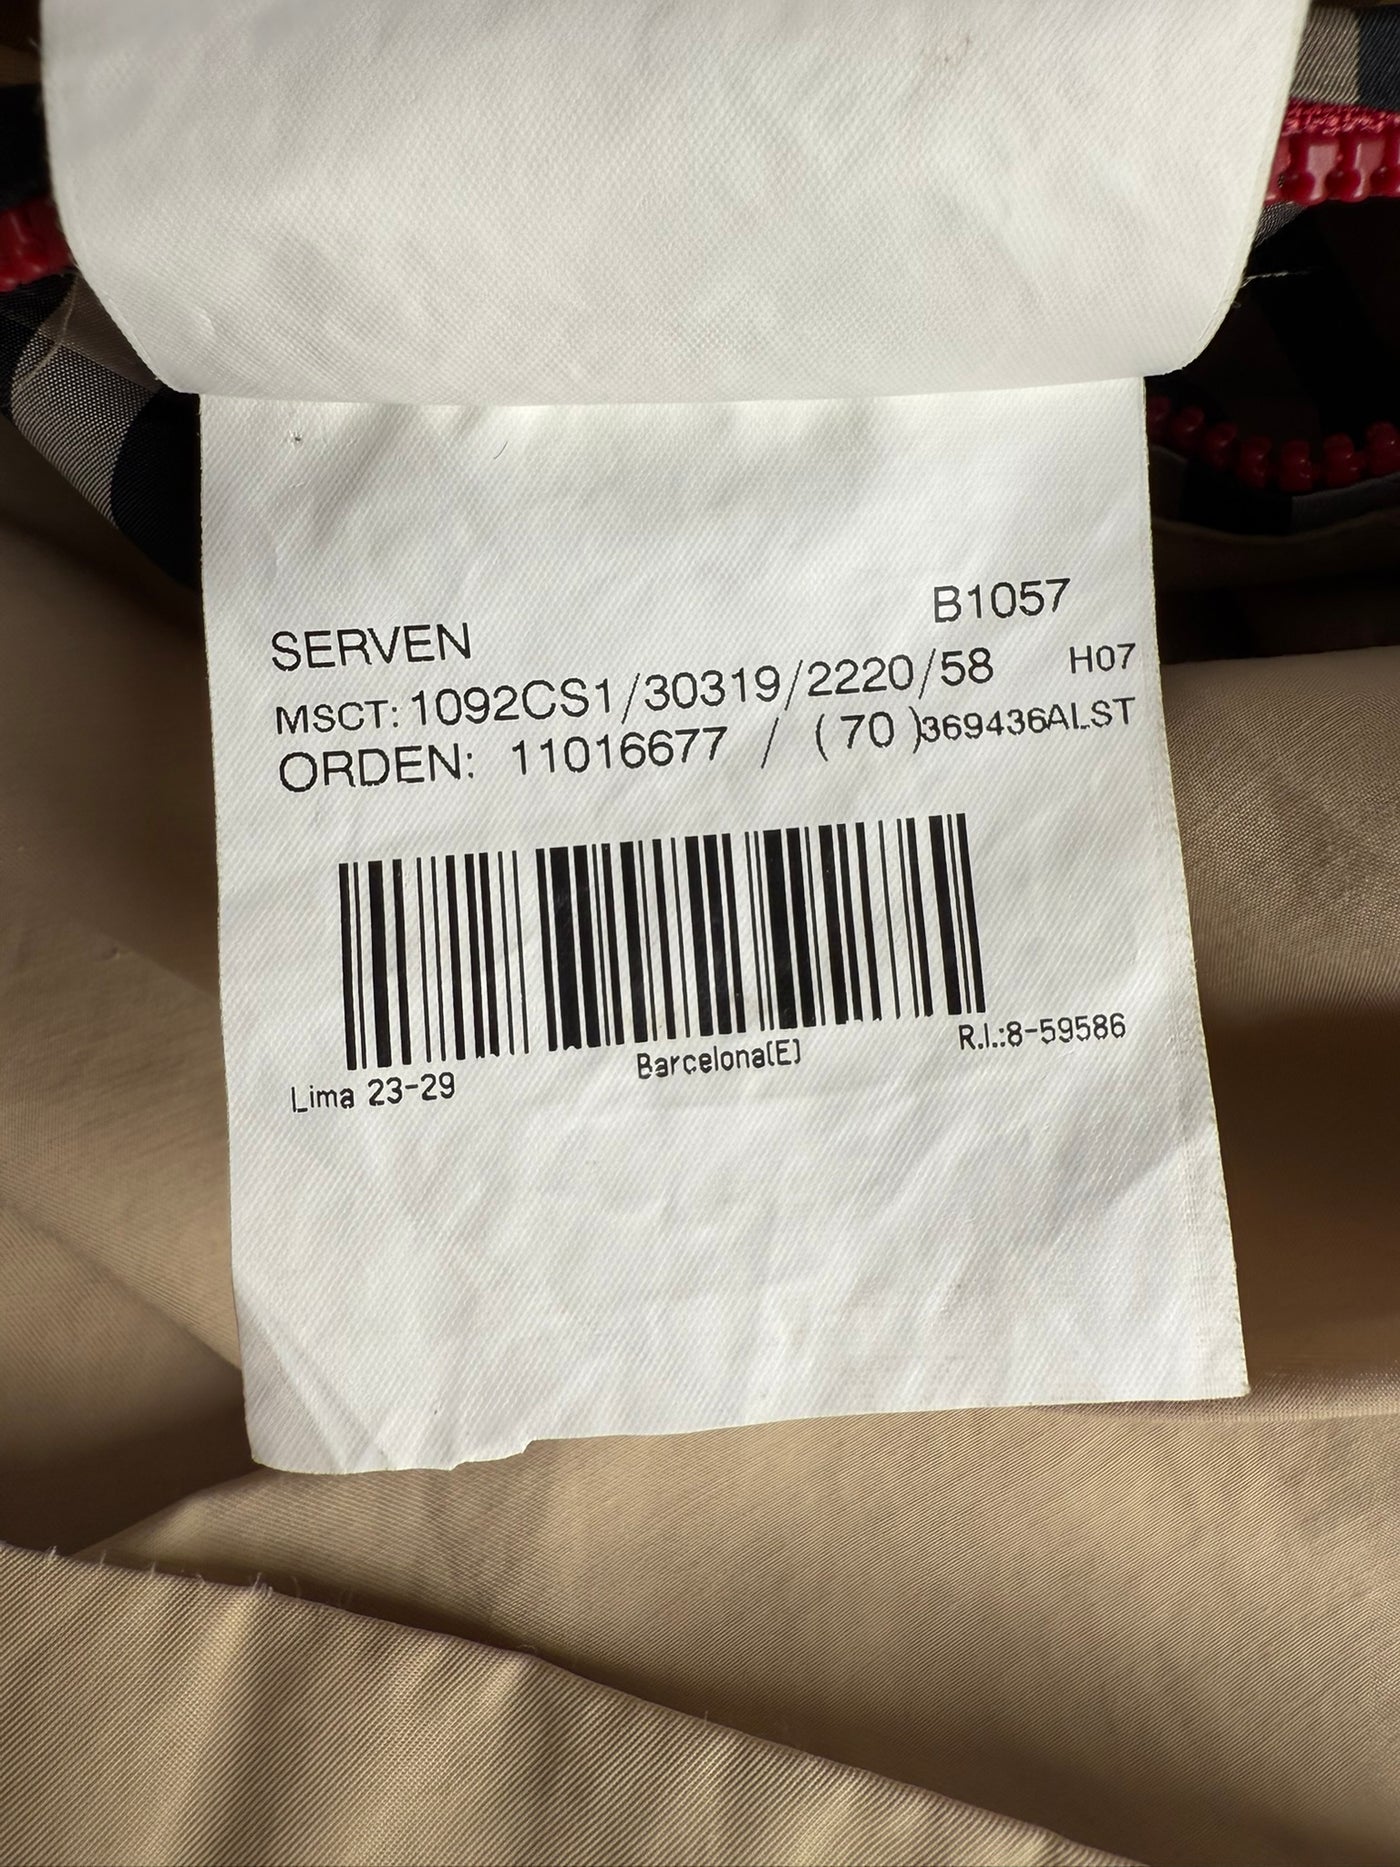 B1057
SERVEN
MSCT: 1092CS1/30319/2220/58 H07
ORDEN: 11016677 / (70)369436ALST
Lima 23-29 Barcelona(E) R.I.:8-59586